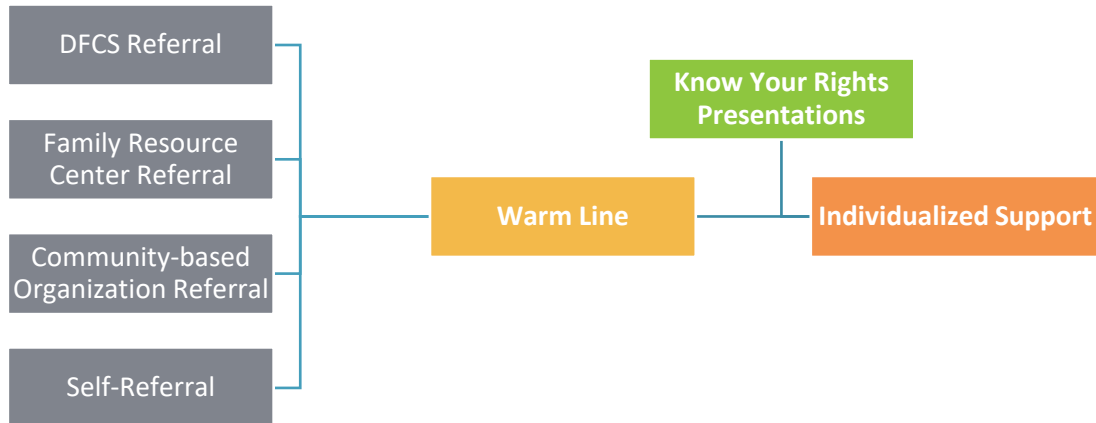 DFCS Referral
Family Resource
Center Referral
Community-based
Organization Referral
Self-Referral
Warm Line
Know Your Rights
Presentations
Individualized Support